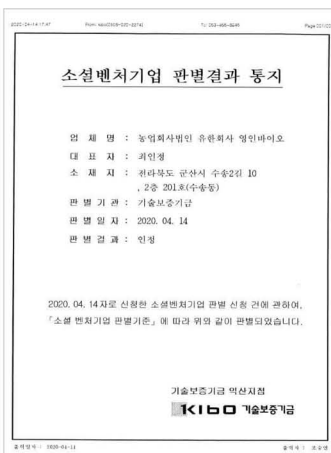 소셜벤처기업 판별결과 통지
업 체 명 : 농업회사법인 유한회사 영인바이오
대 표 자 : 최인정
소 재 지 : 전라북도 군산시 수송2길 10
, 2층 201호(수송동)
판 별 기 관 : 기술보증기금
판 별 일 자 : 2020. 04. 14
판 별 결 과 : 인정
2020. 04. 14자로 신청한 소셜벤처기업 판별 신청 건에 관하여,
「소셜 벤처기업 판별기준」에 따라 위와 같이 판별되었습니다.
기술보증기금 익산지점
KIBO 기술보증기금